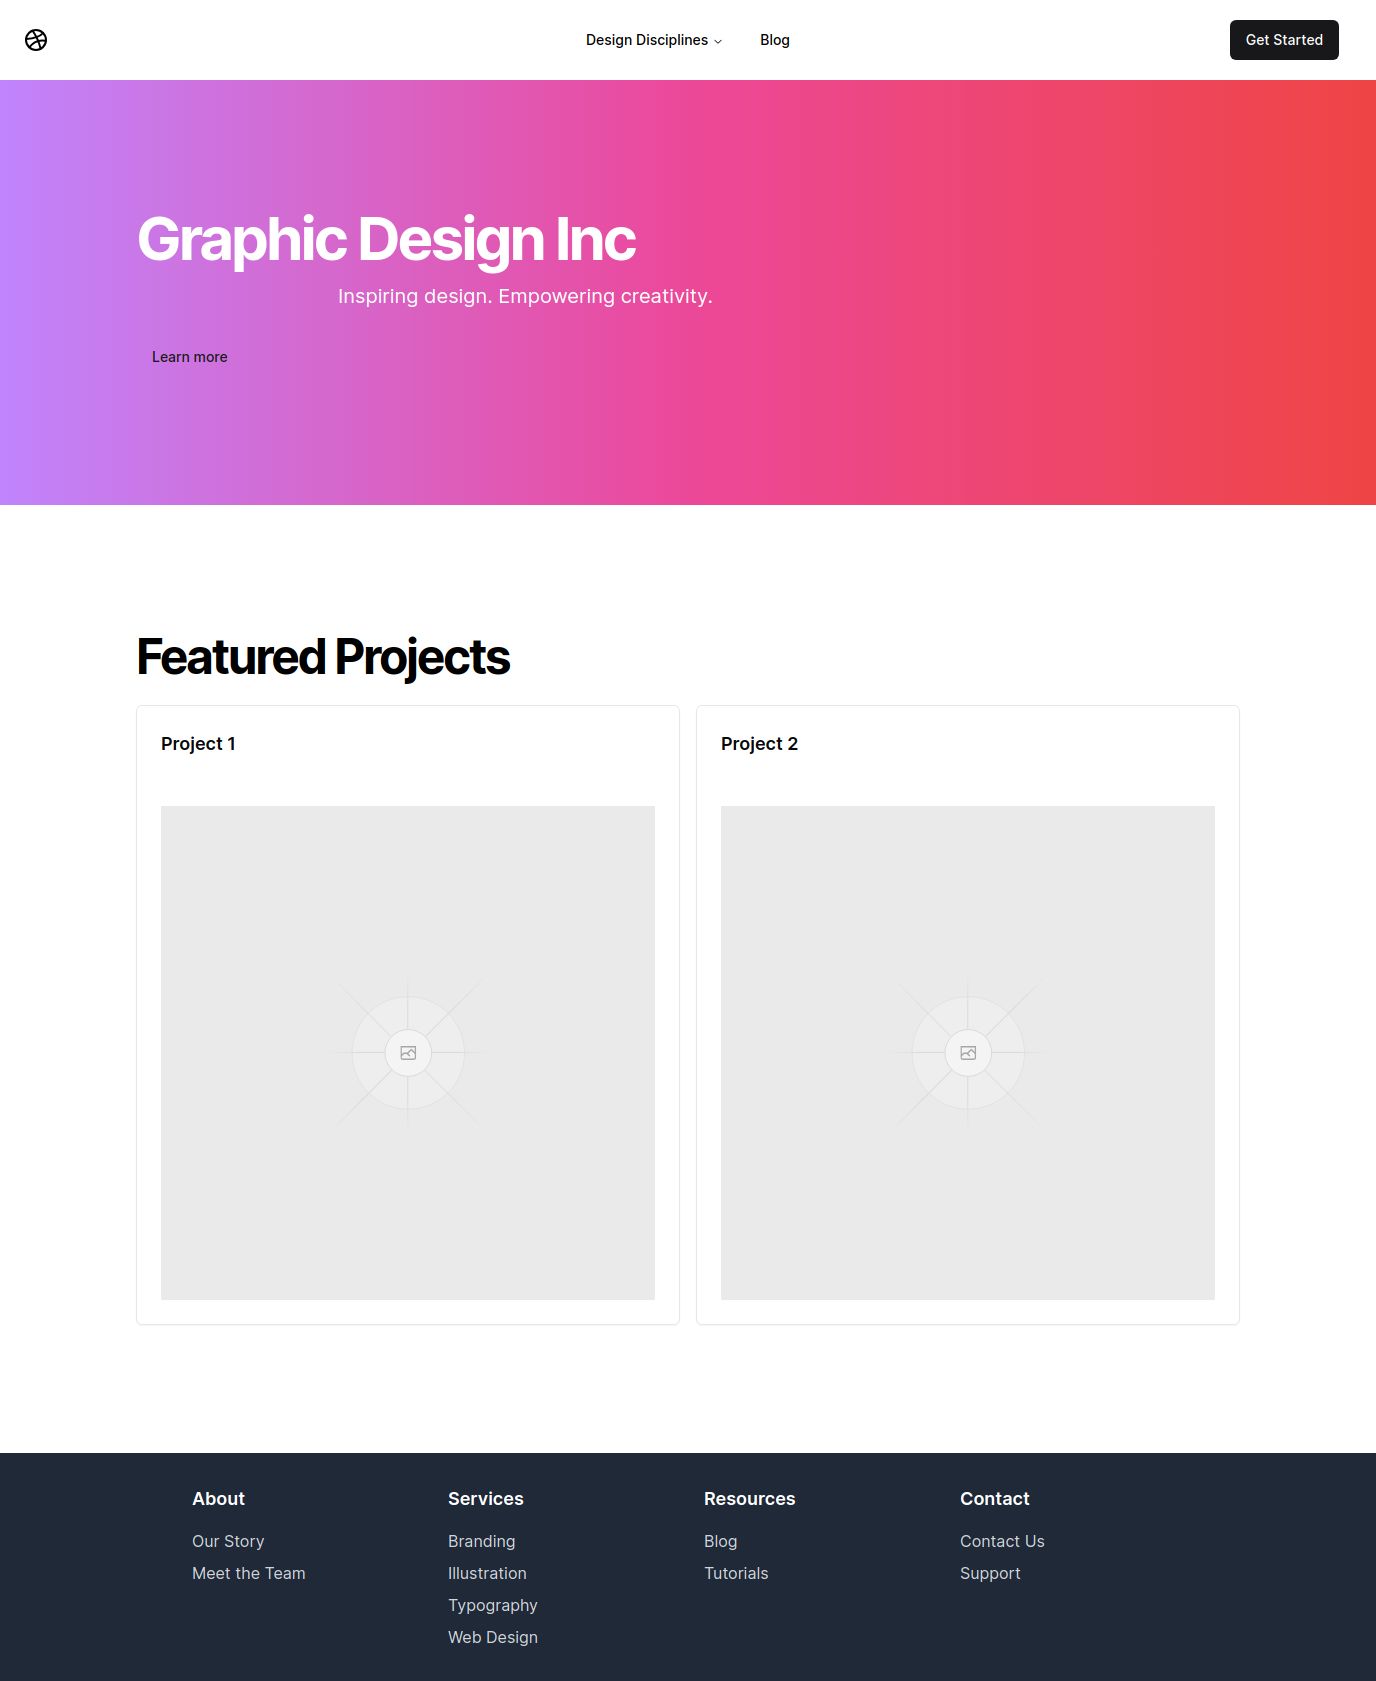 Design Disciplines
Blog
Get Started
Graphic Design Inc
Inspiring design. Empowering creativity.
Learn more
Featured Projects
Project 1
Project 2
About
Our Story
Meet the Team
Services
Branding
Illustration
Typography
Web Design
Resources
Blog
Tutorials
Contact
Contact Us
Support